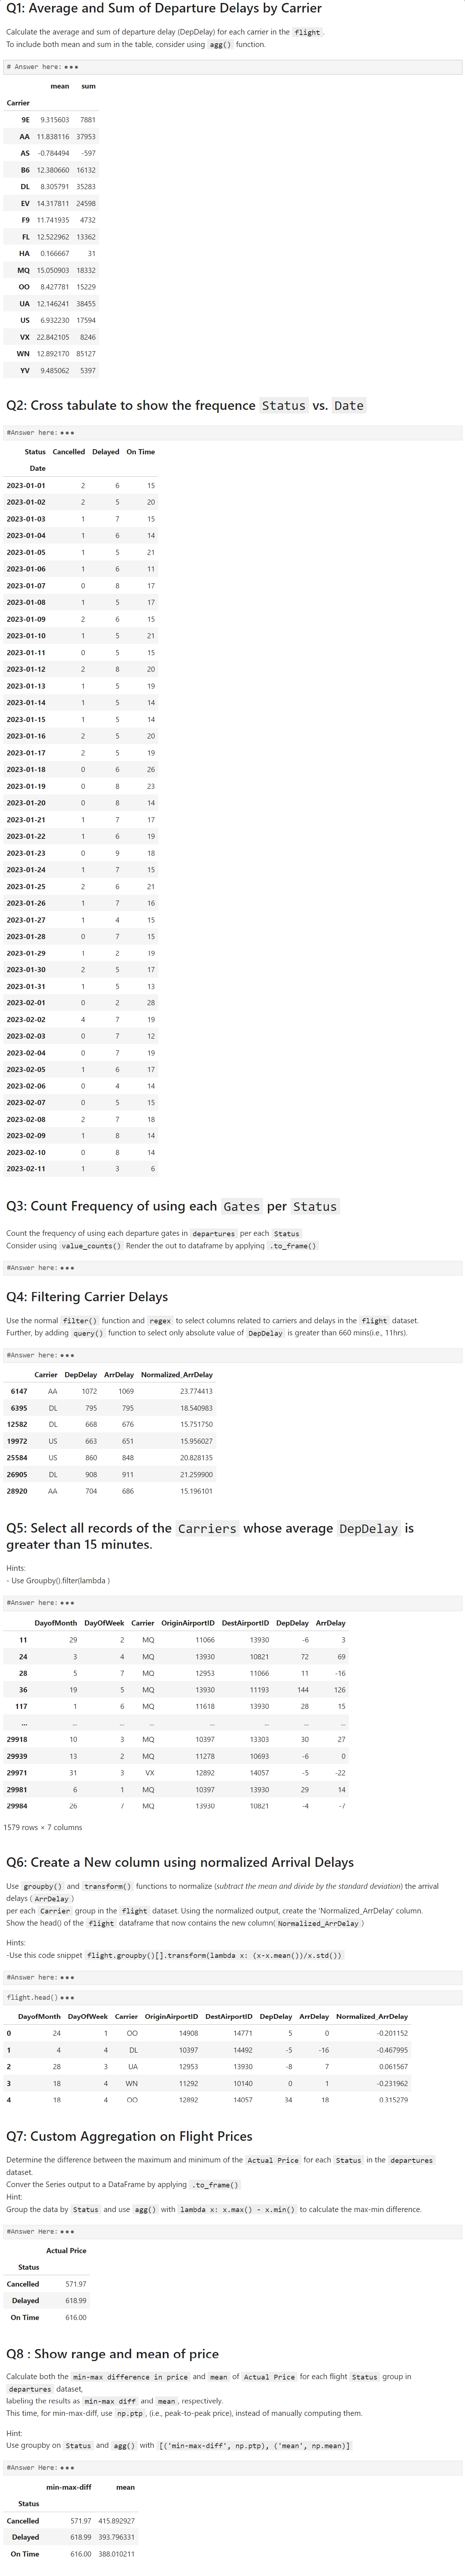 Q1: Average and Sum of Departure Delays by Carrier
Calculate the average and sum of departure delay (DepDelay) for each carrier in the flight.
To include both mean and sum in the table, consider using agg() function.
# Answer here: •••
mean sum
Carrier
9E 9.315603 7881
AA 11.838116 37953
AS -0.784494 -597
B6 12.380660 16132
DL 8.305791 35283
EV 14.317811 24598
F9 11.741935 4732
FL 12.522962 13362
HA 0.166667 31
MQ 15.050903 18332
OO 8.427781 15229
UA 12.146241 38455
US 6.932230 17594
VX 22.842105 8246
WN 12.892170 85127
YV 9.485062 5397
Q2: Cross tabulate to show the frequence Status vs. Date
#Answer here: •••
Status Cancelled Delayed On Time
Date
2023-01-01 2 6 15
2023-01-02 2 5 20
2023-01-03 1 7 15
2023-01-04 1 6 14
2023-01-05 1 5 21
2023-01-06 1 6 11
2023-01-07 0 8 17
2023-01-08 1 5 17
2023-01-09 2 6 15
2023-01-10 1 5 21
2023-01-11 0 5 15
2023-01-12 2 8 20
2023-01-13 1 5 19
2023-01-14 1 5 14
2023-01-15 1 5 14
2023-01-16 2 5 20
2023-01-17 2 5 19
2023-01-18 0 6 26
2023-01-19 0 8 23
2023-01-20 0 8 14
2023-01-21 1 7 17
2023-01-22 1 6 19
2023-01-23 0 9 18
2023-01-24 1 7 15
2023-01-25 2 6 21
2023-01-26 1 7 16
2023-01-27 1 4 15
2023-01-28 0 7 15
2023-01-29 1 2 19
2023-01-30 2 5 17
2023-01-31 1 5 13
2023-02-01 0 2 28
2023-02-02 4 7 19
2023-02-03 0 7 12
2023-02-04 0 7 19
2023-02-05 1 6 17
2023-02-06 0 4 14
2023-02-07 0 5 15
2023-02-08 2 7 18
2023-02-09 1 8 14
2023-02-10 0 8 14
2023-02-11 1 3 6
Q3: Count Frequency of using each Gates per Status
Count the frequency of using each departure gates in departures per each Status
Consider using value_counts() Render the out to dataframe by applying .to_frame()
#Answer here: •••
Q4: Filtering Carrier Delays
Use the normal filter() function and regex to select columns related to carriers and delays in the flight dataset.
Further, by adding query() function to select only absolute value of DepDelay is greater than 660 mins(i.e., 11hrs).
#Answer here: •••
Carrier DepDelay ArrDelay Normalized_ArrDelay
6147 AA 1072 1069 23.774413
6395 DL 795 795 18.540983
12582 DL 668 676 15.751750
19972 US 663 651 15.956027
25584 US 860 848 20.828135
26905 DL 908 911 21.259900
28920 AA 704 686 15.196101
Q5: Select all records of the Carriers whose average DepDelay is
greater than 15 minutes.
Hints:
- Use Groupby().filter(lambda )
#Answer here: •••
DayofMonth DayOfWeek Carrier OriginAirportID DestAirportID DepDelay ArrDelay
11 29 2 MQ 11066 13930 -6 3
24 3 4 MQ 13930 10821 72 69
28 5 7 MQ 12953 11066 11 -16
36 19 5 MQ 13930 11193 144 126
117 1 6 MQ 11618 13930 28 15
... ... ... ... ... ... ... ...
29918 10 3 MQ 10397 13303 30 27
29939 13 2 MQ 11278 10693 -6 0
29971 31 3 VX 12892 14057 -5 -22
29981 6 1 MQ 10397 13930 29 14
29984 26 7 MQ 13930 10821 -4 -7
1579 rows × 7 columns
Q6: Create a New column using normalized Arrival Delays
Use groupby() and transform() functions to normalize (subtract the mean and divide by the standard deviation) the arrival
delays ( ArrDelay )
per each Carrier group in the flight dataset. Using the normalized output, create the 'Normalized_ArrDelay' column.
Show the head() of the flight dataframe that now contains the new column( Normalized_ArrDelay )
Hints:
-Use this code snippet flight.groupby()[].transform(lambda x: (x-x.mean())/x.std())
#Answer here: •••
flight.head() •••
DayofMonth DayOfWeek Carrier OriginAirportID DestAirportID DepDelay ArrDelay Normalized_ArrDelay
0 24 1 OO 14908 14771 5 0 -0.201152
1 4 4 DL 10397 14492 -5 -16 -0.467995
2 28 3 UA 12953 13930 -8 7 0.061567
3 18 4 WN 11292 10140 0 1 -0.231962
4 18 4 OO 12892 14057 34 18 0.315279
Q7: Custom Aggregation on Flight Prices
Determine the difference between the maximum and minimum of the Actual Price for each Status in the departures
dataset.
Conver the Series output to a DataFrame by applying .to_frame()
Hint:
Group the data by Status and use agg() with lambda x: x.max() - x.min() to calculate the max-min difference.
#Answer Here: •••
Actual Price
Status
Cancelled 571.97
Delayed 618.99
On Time 616.00
Q8 : Show range and mean of price
Calculate both the min-max difference in price and mean of Actual Price for each flight Status group in
departures dataset,
labeling the results as min-max diff and mean, respectively.
This time, for min-max-diff, use np.ptp, (i.e., peak-to-peak price), instead of manually computing them.
Hint:
Use groupby on Status and agg() with [('min-max-diff', np.ptp), ('mean', np.mean)]
#Answer Here: •••
min-max-diff mean
Status
Cancelled 571.97 415.892927
Delayed 618.99 393.796331
On Time 616.00 388.010211